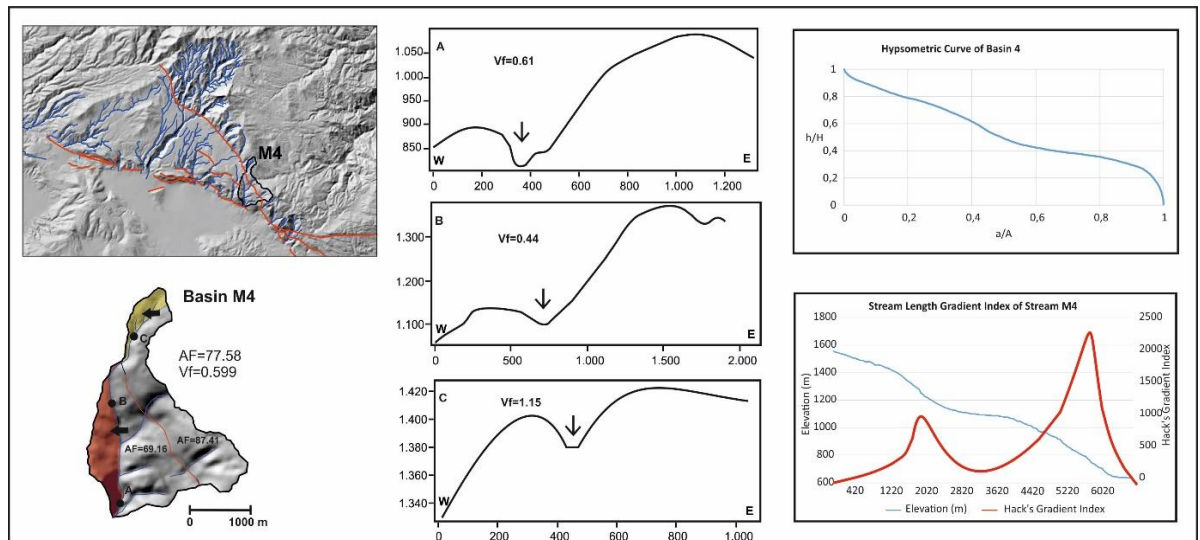 M4
Basin M4
AF=77.58
Vf=0.599
C
B
AF=69.16
AF=87.41
A
0
1000 m
A
Vf=0.61
1.050
1.000
950
900
850
W
E
0 200 400 600 800 1.000
B
Vf=0.44
1.300
1.200
1.100
W
E
0 500 1.000 1.500 2.000
C
Vf=1.15
1.420
1.400
1.380
1.360
1.340
W
E
0 200 400 600 800 1.000
Hypsometric Curve of Basin 4
1
0,8
0,6
h/H
0,4
0,2
0
0 0,2 0,4 0,6 0,8 1
a/A
Stream Length Gradient Index of Stream M4
1800
1600
1400
1200
1000
800
600
Elevation (m)
2500
2000
1500
1000
500
0
Hack's Gradient Index
420 1220 2020 2820 3620 4420 5220 6020
Elevation (m) Hack's Gradient Index